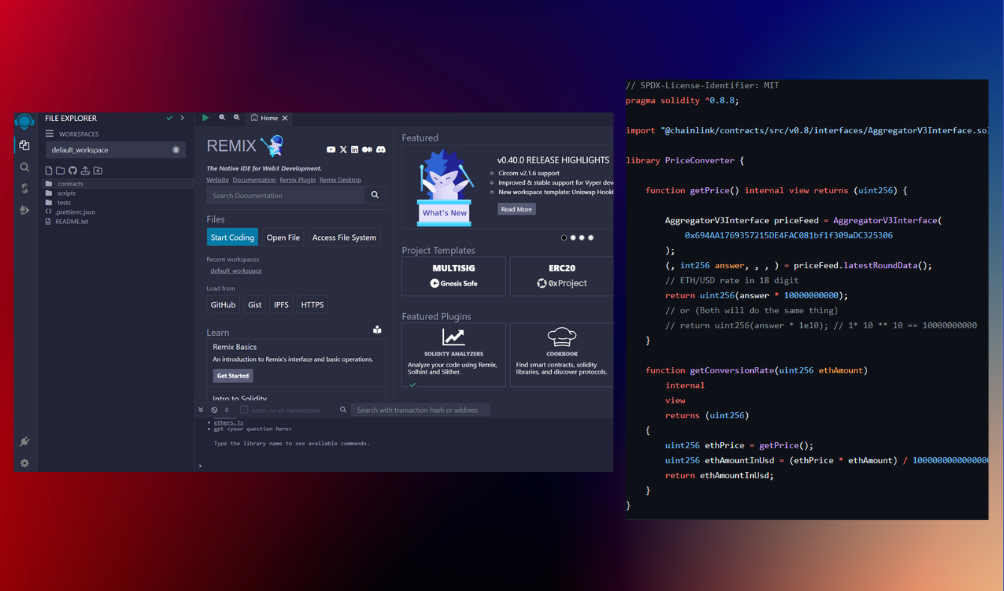 FILE EXPLORER
WORKSPACES
default_workspace
contracts
scripts
tests
.prettierrc.json
README.txt
Home
REMIX
The Native IDE for Web3 Development.
Website Documentation Remix Plugin Remix Desktop
Search Documentation
Files
Start Coding Open File Access File System
Recent workspaces
default_workspace
Load from
GitHub Gist IPFS HTTPS
Learn
Remix Basics
An introduction to Remix's interface and basic operations.
Get Started
Intro to Solidity
Featured
What's New
v0.40.0 RELEASE HIGHLIGHTS
Circom v2.1.6 support
Improved & stable support for Vyper dev
New workspace template: Uniswap Hook
Read More
Project Templates
MULTISIG
Gnosis Safe
ERC20
0xProject
Featured Plugins
SOLIDITY ANALYZERS
Analyze your code using Remix,
Solhint and Slither.
COOKBOOK
Find smart contracts, solidity
libraries, and discover protocols.
0 listen on all transactions Search with transaction hash or address
ethers.js
gpt <your question here>
Type the library name to see available commands.
>
// SPDX-License-Identifier: MIT
pragma solidity ^0.8.8;
import "@chainlink/contracts/src/v0.8/interfaces/AggregatorV3Interface.sol
library PriceConverter {
function getPrice() internal view returns (uint256) {
AggregatorV3Interface priceFeed = AggregatorV3Interface(
0x694AA1769357215DE4FAC081bf1f309aDC325306
);
(, int256 answer, , , ) = priceFeed.latestRoundData();
// ETH/USD rate in 18 digit
return uint256(answer * 10000000000);
// or (Both will do the same thing)
// return uint256(answer * 1e10); // 1* 10 ** 10 == 10000000000
}
function getConversionRate(uint256 ethAmount)
internal
view
returns (uint256)
{
uint256 ethPrice = getPrice();
uint256 ethAmountInUsd = (ethPrice * ethAmount) / 1000000000000000
return ethAmountInUsd;
}
}